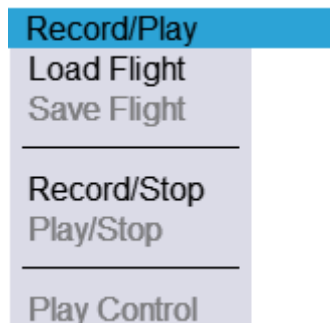 Record/Play
Load Flight
Save Flight
Record/Stop
Play/Stop
Play Control